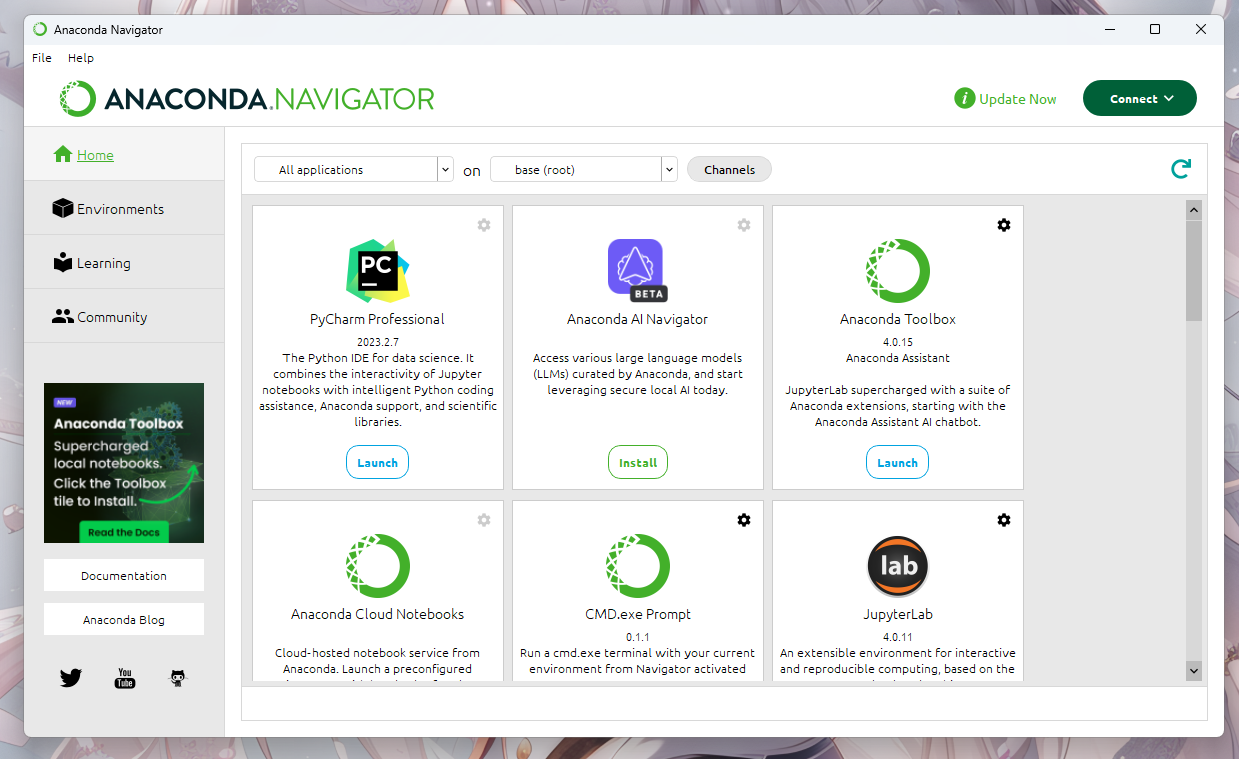 Anaconda Navigator
File Help
ANACONDA.NAVIGATOR
i Update Now
Connect
Home
Environments
Learning
Community
All applications on base (root) Channels
PC
PyCharm Professional
2023.2.7
The Python IDE for data science. It
combines the interactivity of Jupyter
notebooks with intelligent Python coding
assistance, Anaconda support, and scientific
libraries.
Launch
BETA
Anaconda AI Navigator
Access various large language models
(LLMs) curated by Anaconda, and start
leveraging secure local AI today.
Install
Anaconda Toolbox
4.0.15
Anaconda Assistant
JupyterLab supercharged with a suite of
Anaconda extensions, starting with the
Anaconda Assistant AI chatbot.
Launch
Anaconda Cloud Notebooks
Cloud-hosted notebook service from
Anaconda. Launch a preconfigured
CMD.exe Prompt
0.1.1
Run a cmd.exe terminal with your current
environment from Navigator activated
lab
JupyterLab
4.0.11
An extensible environment for interactive
and reproducible computing, based on the
NEW
Anaconda Toolbox
Supercharged
local notebooks.
Click the Toolbox
tile to Install.
Read the Docs
Documentation
Anaconda Blog
You
Tube